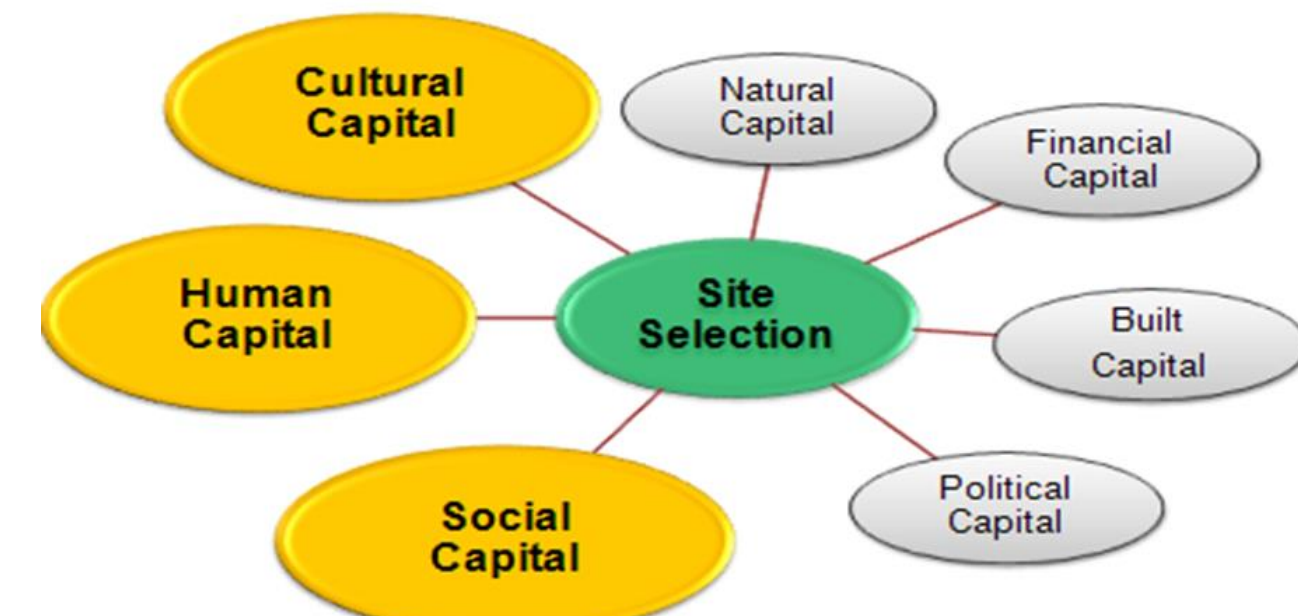 Cultural
Capital
Natural
Capital
Financial
Capital
Human
Capital
Site
Selection
Built
Capital
Social
Capital
Political
Capital